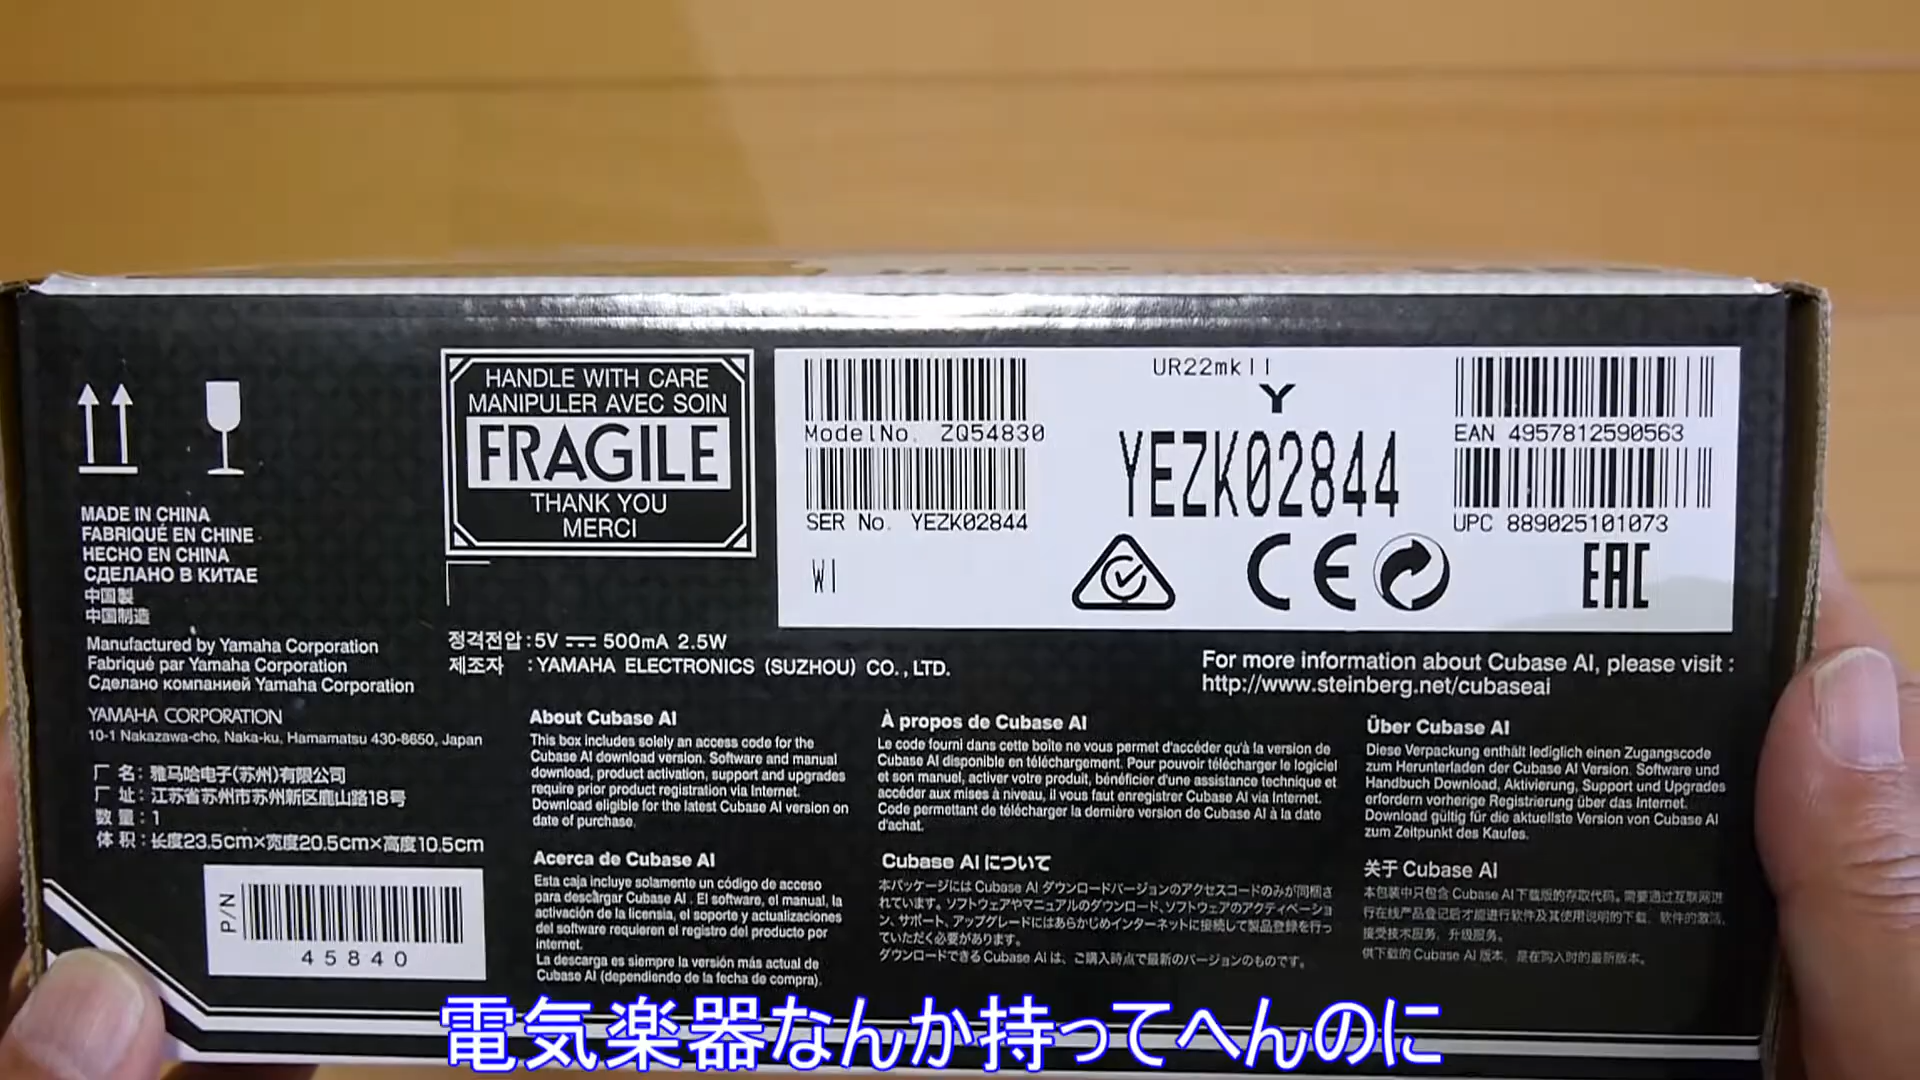 HANDLE WITH CARE
MANIPULER AVEC SOIN
FRAGILE
THANK YOU
MERCI
ModelNo. ZQ54830
SER No. YEZK02844
WI
UR22mkII
Y
YEZK02844
EAN 4957812590563
UPC 889025101073
CE
EAC
MADE IN CHINA
FABRIQUÉ EN CHINE
HECHO EN CHINA
СДЕЛАНО В КИТАЕ
中国製
中国制造
Manufactured by Yamaha Corporation
Fabriqué par Yamaha Corporation
Сделано компанией Yamaha Corporation
YAMAHA CORPORATION
10-1 Nakazawa-cho, Naka-ku, Hamamatsu 430-8650, Japan
厂 名：雅马哈电子(苏州)有限公司
厂 址：江苏省苏州市苏州新区鹿山路18号
数 量：1
体 积：长度23.5cm×宽度20.5cm×高度10.5cm
P/N
45840
정격전압:5V 500mA 2.5W
제조자 :YAMAHA ELECTRONICS (SUZHOU) CO.,LTD.
For more information about Cubase AI, please visit :
http://www.steinberg.net/cubaseai
About Cubase AI
This box includes solely an access code for the
Cubase AI download version. Software and manual
download, product activation, support and upgrades
require prior product registration via Internet.
Download eligible for the latest Cubase AI version on
date of purchase.
À propos de Cubase AI
Le code fourni dans cette boîte ne vous permet d'accéder qu'à la version de
Cubase AI disponible en téléchargement. Pour pouvoir télécharger le logiciel
et son manuel, activer votre produit, bénéficier d'une assistance technique et
accéder aux mises à niveau, il vous faut enregistrer Cubase AI via Internet.
Code permettant de télécharger la dernière version de Cubase AI à la date
d'achat.
Über Cubase AI
Diese Verpackung enthält lediglich einen Zugangscode
zum Herunterladen der Cubase AI Version. Software und
Handbuch Download, Aktivierung, Support und Upgrades
erfordern vorherige Registrierung über das Internet.
Download gültig für die aktuellste Version von Cubase AI
zum Zeitpunkt des Kaufes.
Acerca de Cubase AI
Esta caja incluye solamente un código de acceso
para descargar Cubase AI . El software, el manual, la
activación de la licensia, el soporte y actualizaciones
del software requieren el registro del producto por
internet.
La descarga es siempre la versión más actual de
Cubase AI (dependiendo de la fecha de compra).
Cubase AI について
本パッケージには Cubase AI ダウンロードバージョンのアクセスコードのみが同梱さ
れています。ソフトウェアやマニュアルのダウンロード、ソフトウェアのアクティベーショ
ン、サポート、アップグレードにはあらかじめインターネットに接続して製品登録を行っ
ていただく必要があります。
ダウンロードできる Cubase AI は、ご購入時点で最新のバージョンのものです。
关于 Cubase AI
本包装中只包含 Cubase AI 下载版的存取代码。需要通过互联网进
行在线产品登记后才能进行软件及其使用说明的下载、软件的激活、
接受技术服务、升级服务。
供下载的 Cubase AI 版本，是在购入时的最新版本。
電気楽器なんか持ってへんのに